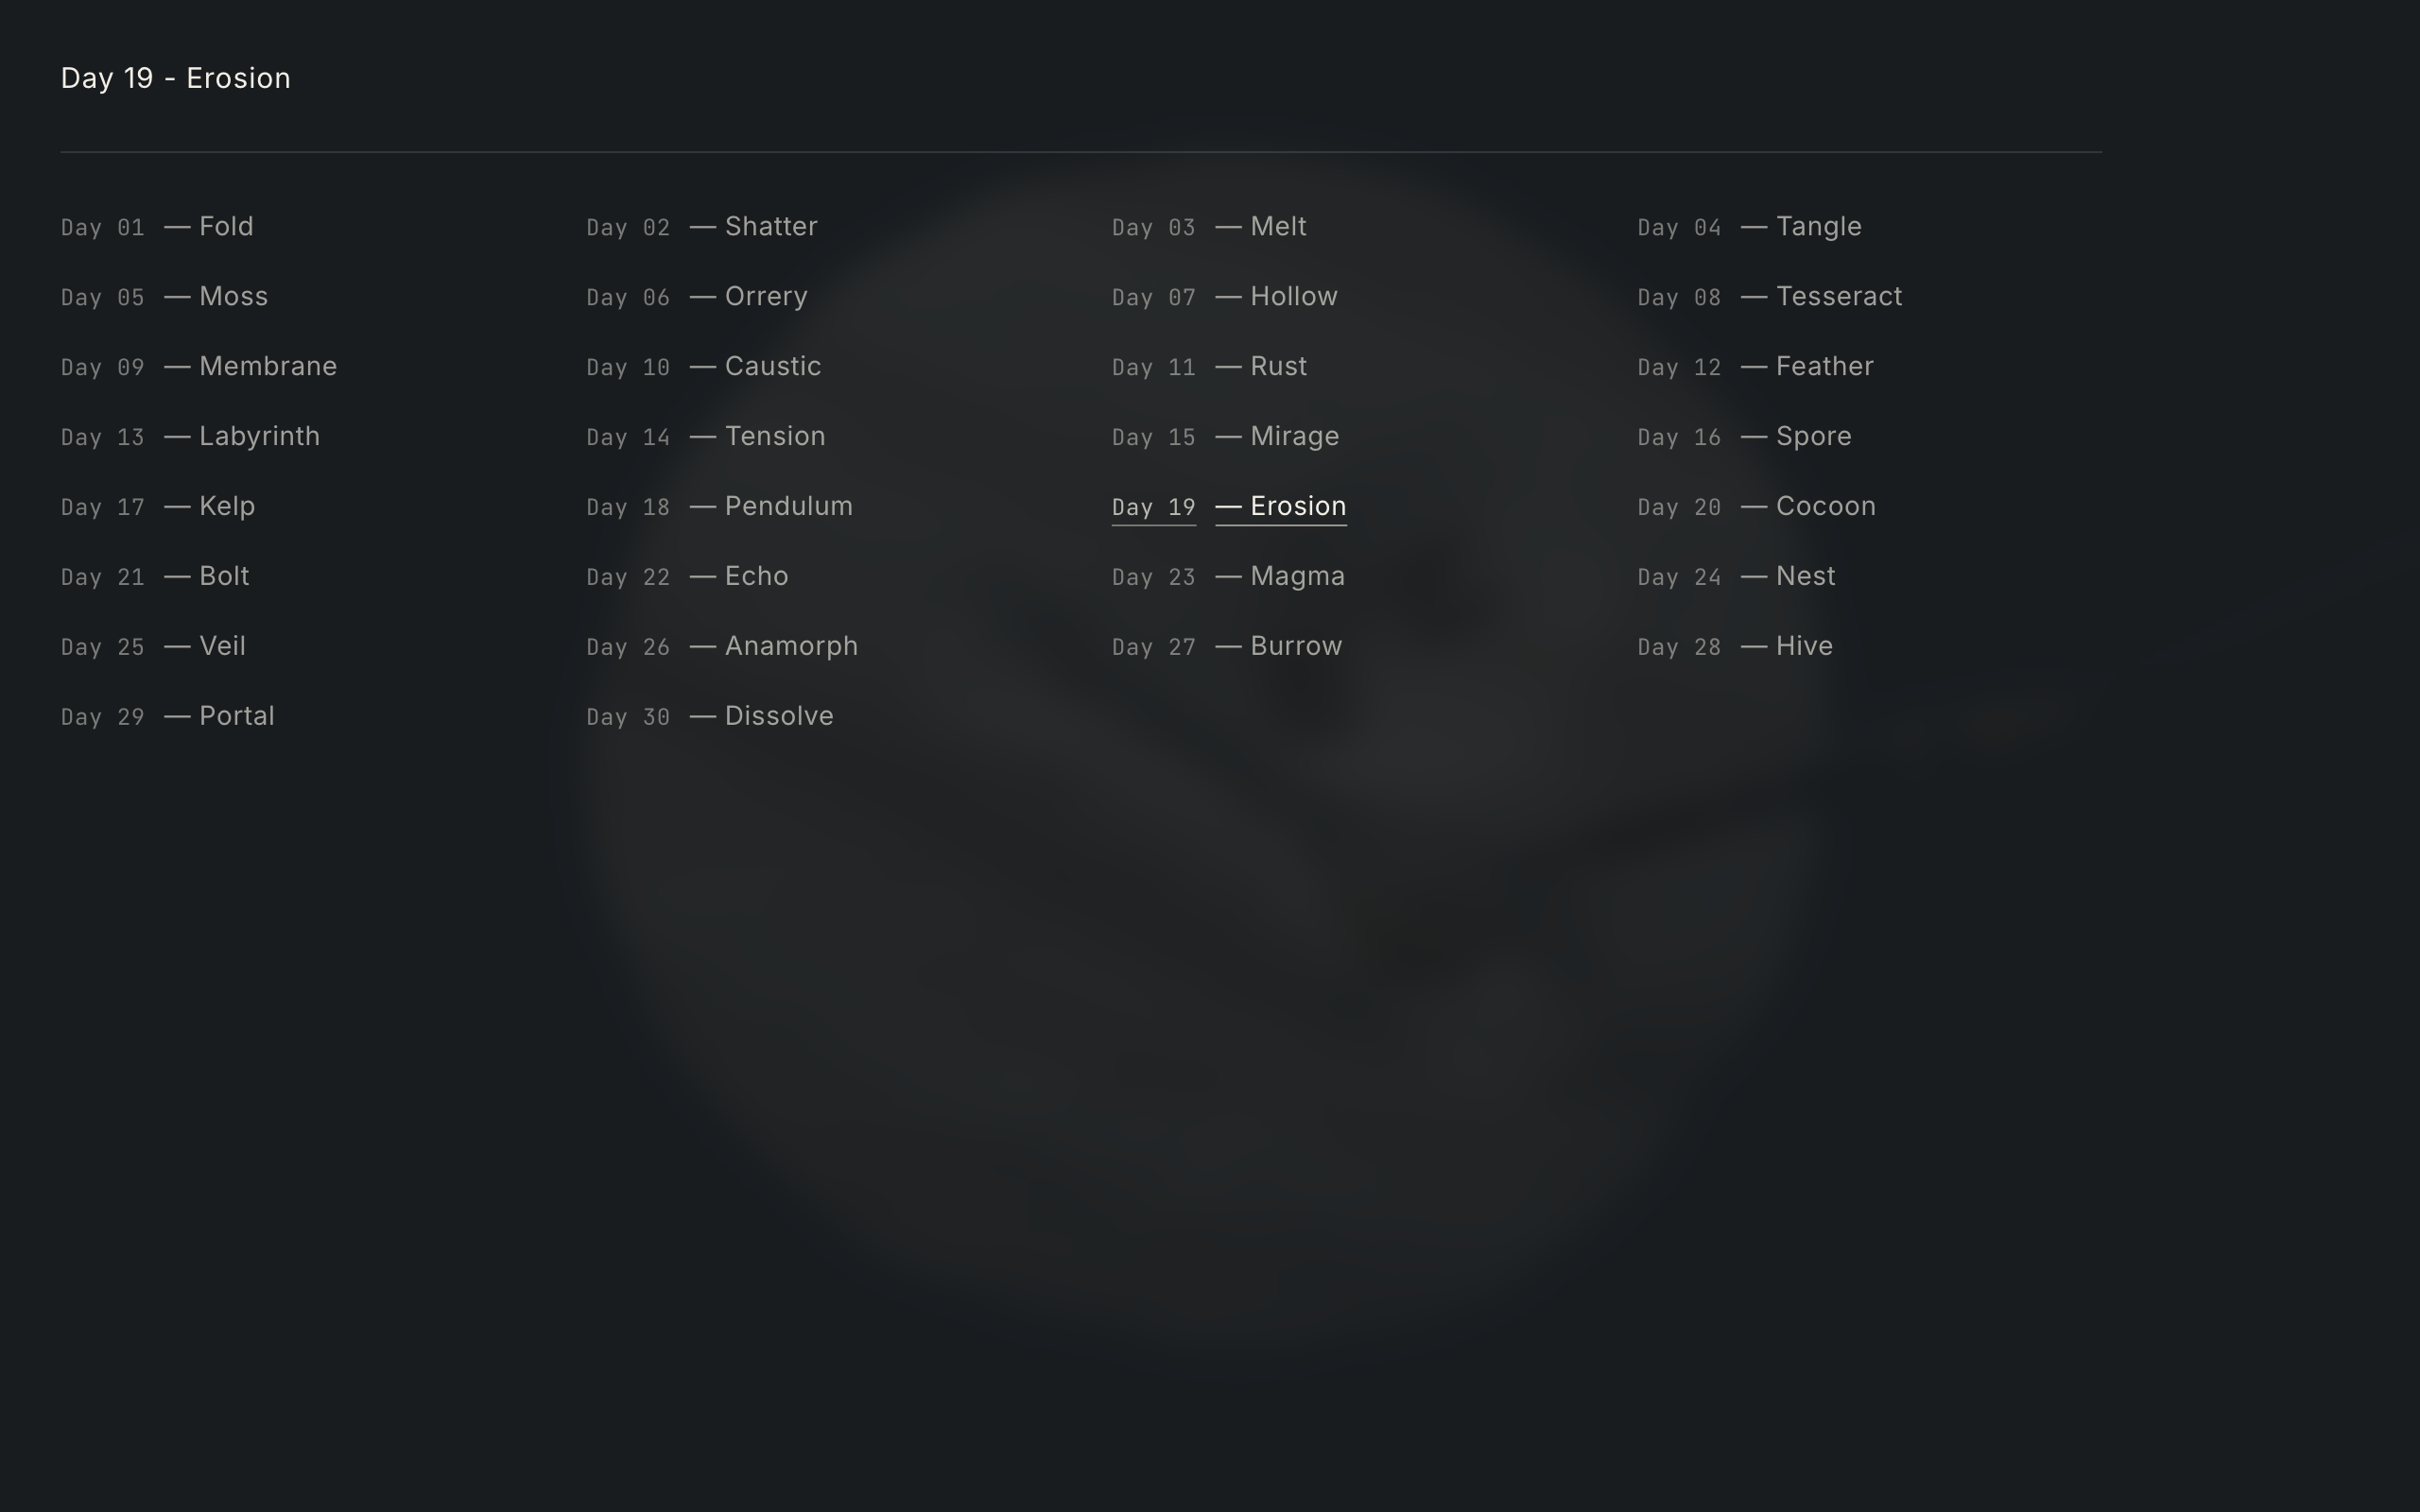 Day 19 - Erosion
Day 01 — Fold Day 02 — Shatter Day 03 — Melt Day 04 — Tangle
Day 05 — Moss Day 06 — Orrery Day 07 — Hollow Day 08 — Tesseract
Day 09 — Membrane Day 10 — Caustic Day 11 — Rust Day 12 — Feather
Day 13 — Labyrinth Day 14 — Tension Day 15 — Mirage Day 16 — Spore
Day 17 — Kelp Day 18 — Pendulum Day 19 — Erosion Day 20 — Cocoon
Day 21 — Bolt Day 22 — Echo Day 23 — Magma Day 24 — Nest
Day 25 — Veil Day 26 — Anamorph Day 27 — Burrow Day 28 — Hive
Day 29 — Portal Day 30 — Dissolve